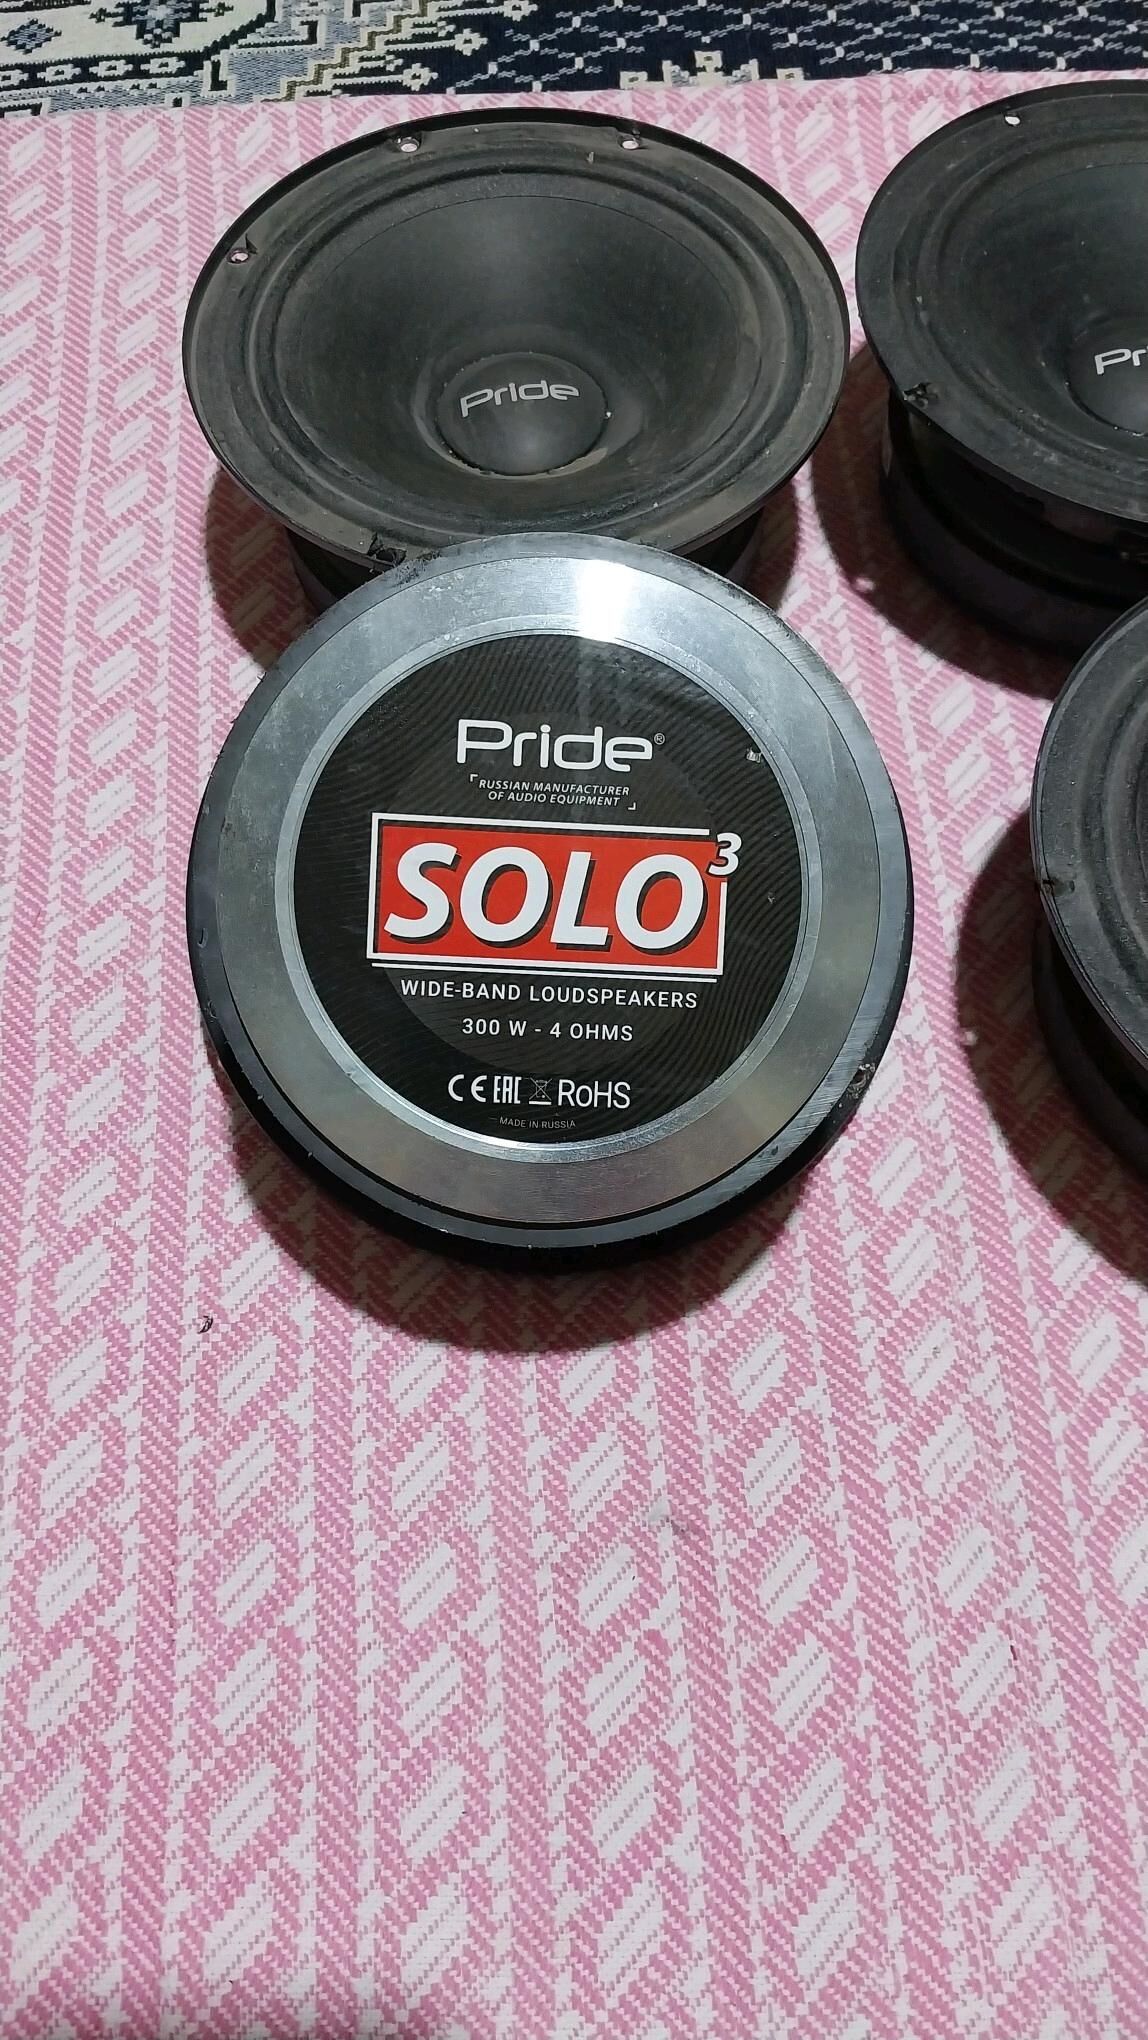 Pride
Pri
Pride®
RUSSIAN MANUFACTURER
OF AUDIO EQUIPMENT
SOLO³
WIDE-BAND LOUDSPEAKERS
300 W - 4 OHMS
CE EAC RoHS
MADE IN RUSSIA